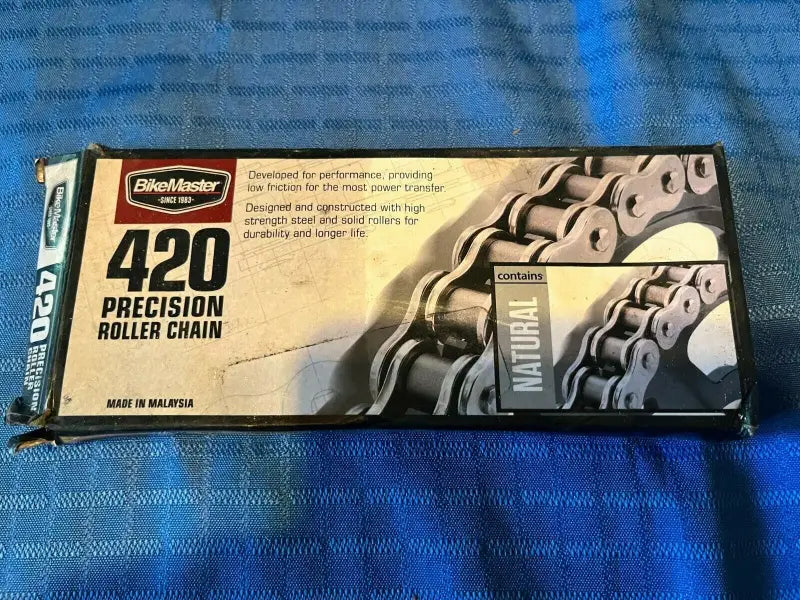 BikeMaster
-SINCE 1983-
420
PRECISION
ROLLER CHAIN
MADE IN MALAYSIA
Developed for performance, providing
low friction for the most power transfer.
Designed and constructed with high
strength steel and solid rollers for
durability and longer life.
contains
NATURAL
BikeMaster
420 PRECISION
ROLLER
CHAIN